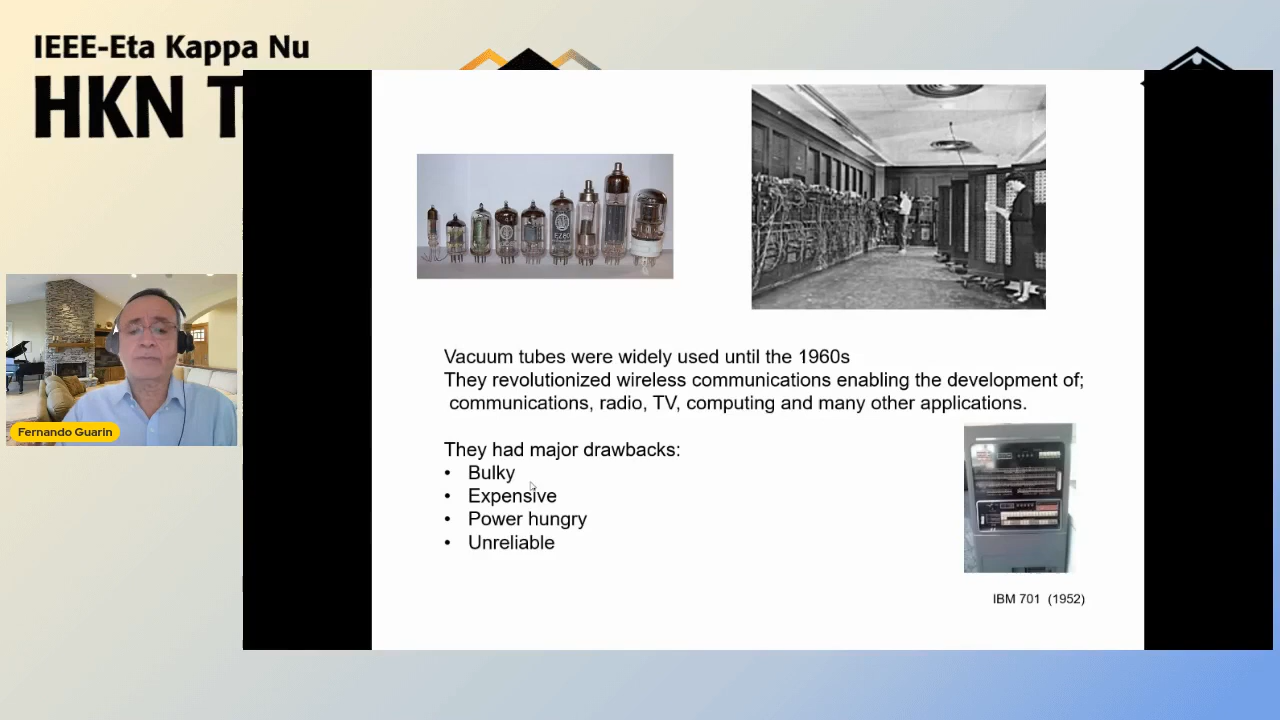 IEEE-Eta Kappa Nu
HKN T
Vacuum tubes were widely used until the 1960s
They revolutionized wireless communications enabling the development of;
communications, radio, TV, computing and many other applications.
They had major drawbacks:
• Bulky
• Expensive
• Power hungry
• Unreliable
IBM 701 (1952)
Fernando Guarin